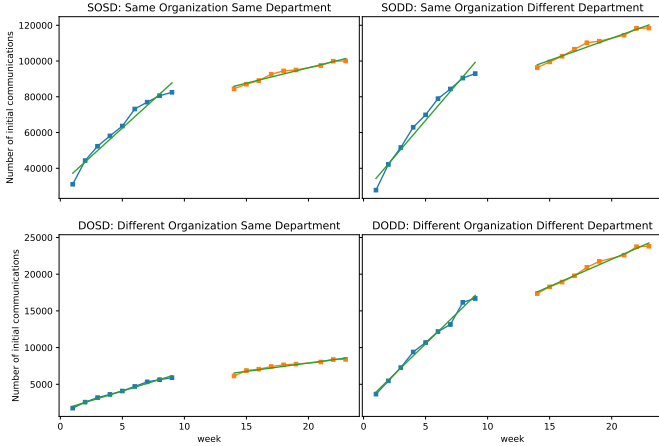 SOSD: Same Organization Same Department
SODD: Same Organization Different Department
Number of initial communications
120000
100000
80000
60000
40000
DOSD: Different Organization Same Department
DODD: Different Organization Different Department
Number of initial communications
25000
20000
15000
10000
5000
0 5 10 15 20
0 5 10 15 20
week
week